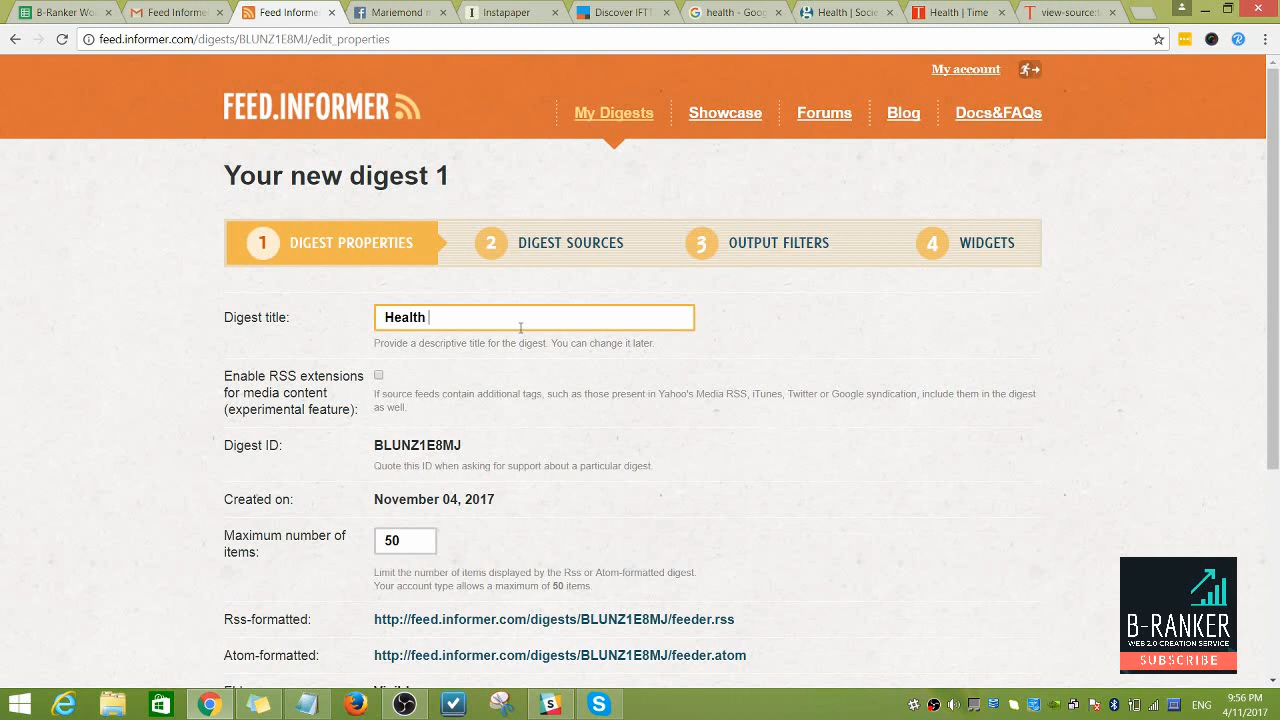 B-Ranker Wo
Gmail Inform
Feed.Informer
Mariemond m
Instapaper
Discover IFTT
health - Goog
Health | Socie
Health | Time
view-source:t
feed.informer.com/digests/BLUNZ1E8MJ/edit_properties
My account
FEED.INFORMER
My Digests
Showcase
Forums
Blog
Docs&FAQs
Your new digest 1
1 DIGEST PROPERTIES
2 DIGEST SOURCES
3 OUTPUT FILTERS
4 WIDGETS
Digest title:
Health
Provide a descriptive title for the digest. You can change it later.
Enable RSS extensions
for media content
(experimental feature):
If source feeds contain additional tags, such as those present in Yahoo's Media RSS, iTunes, Twitter or Google syndication, include them in the digest
as well.
Digest ID:
BLUNZ1E8MJ
Quote this ID when asking for support about a particular digest.
Created on:
November 04, 2017
Maximum number of
items:
50
Limit the number of items displayed by the Rss or Atom-formatted digest.
Your account type allows a maximum of 50 items.
Rss-formatted:
http://feed.informer.com/digests/BLUNZ1E8MJ/feeder.rss
Atom-formatted:
http://feed.informer.com/digests/BLUNZ1E8MJ/feeder.atom
B-RANKER
WEB 2.0 CREATION SERVICE
SUBSCRIBE
ENG
9:56 PM
4/11/2017